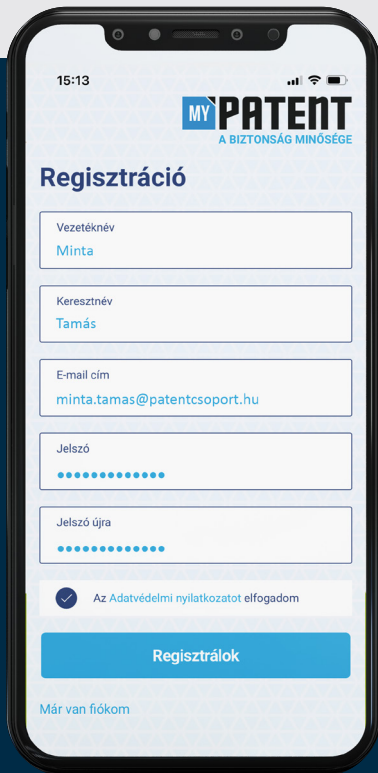 15:13
MY PATENT
A BIZTONSÁG MINŐSÉGE
Regisztráció
Vezetéknév
Minta
Keresztnév
Tamás
E-mail cím
minta.tamas@patentcsoport.hu
Jelszó
•••••••••••••
Jelszó újra
•••••••••••••
Az Adatvédelmi nyilatkozatot elfogadom
Regisztrálok
Már van fiókom